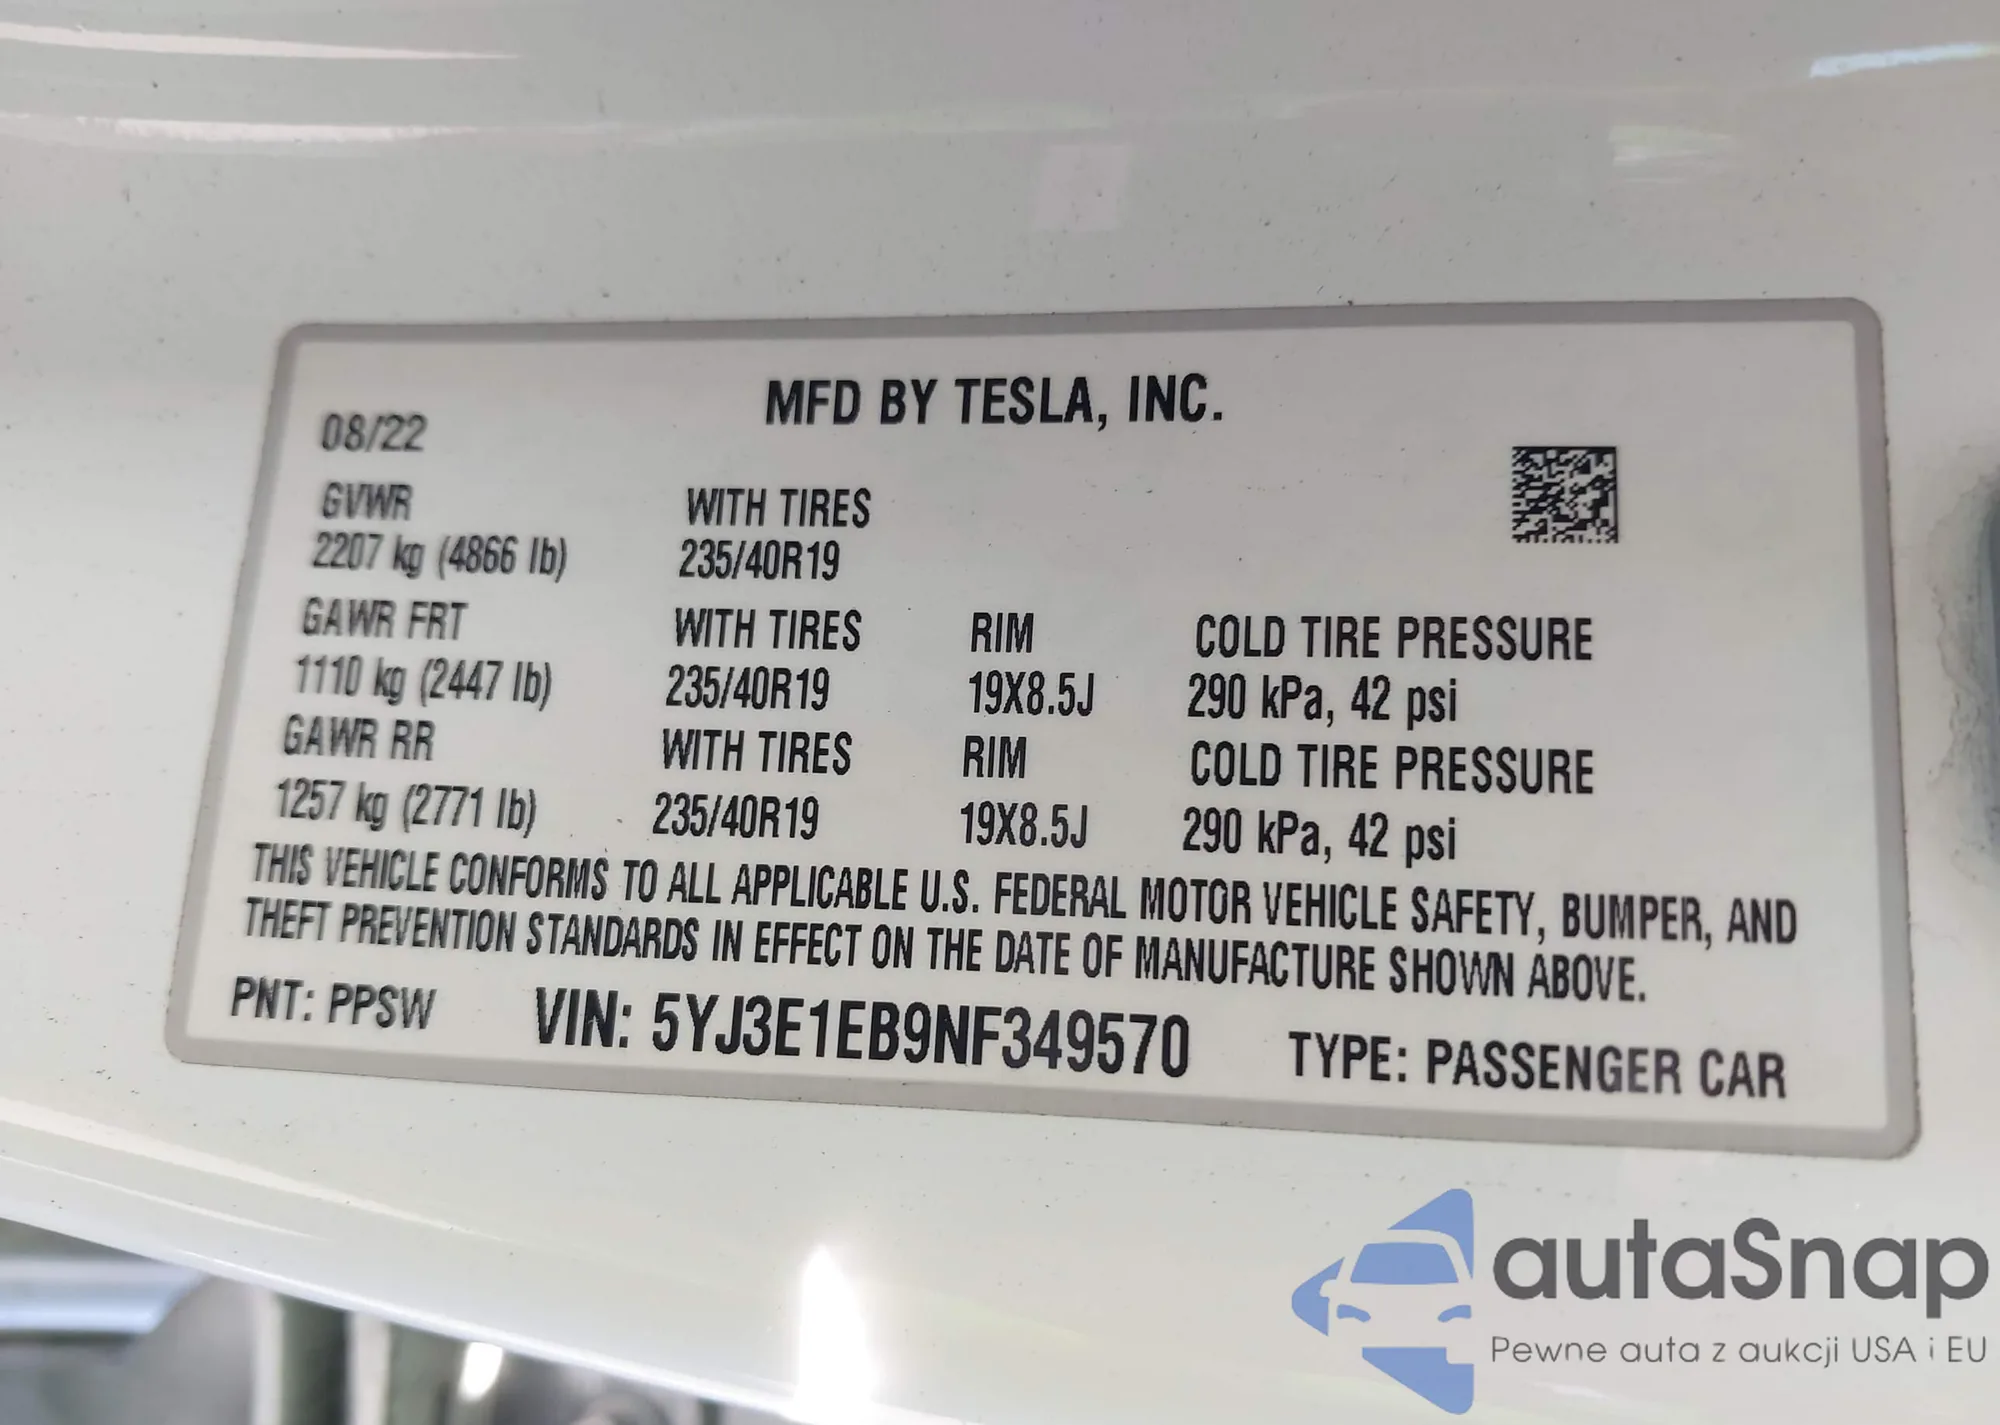 MFD BY TESLA, INC.
08/22
GVWR WITH TIRES
2207 kg (4866 lb) 235/40R19
GAWR FRT WITH TIRES RIM COLD TIRE PRESSURE
1110 kg (2447 lb) 235/40R19 19X8.5J 290 kPa, 42 psi
GAWR RR WITH TIRES RIM COLD TIRE PRESSURE
1257 kg (2771 lb) 235/40R19 19X8.5J 290 kPa, 42 psi
THIS VEHICLE CONFORMS TO ALL APPLICABLE U.S. FEDERAL MOTOR VEHICLE SAFETY, BUMPER, AND
THEFT PREVENTION STANDARDS IN EFFECT ON THE DATE OF MANUFACTURE SHOWN ABOVE.
PNT: PPSW VIN: 5YJ3E1EB9NF349570 TYPE: PASSENGER CAR
autaSnap
Pewne auta z aukcji USA i EU